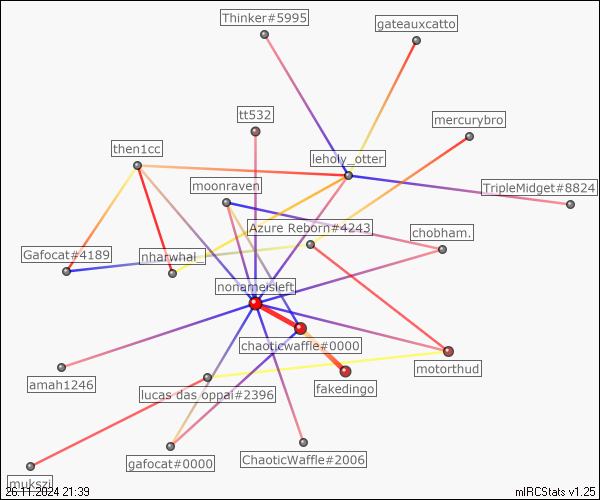 Thinker#5995
gateauxcatto
tt532
mercurybro
then1cc
leholy_otter
moonraven
TripleMidget#8824
Azure Reborn#4243
chobham.
Gafocat#4189
nharwhal_
nonameisleft
chaoticwaffle#0000
motorthud
amah1246
fakedingo
lucas das oppai#2396
gafocat#0000
ChaoticWaffle#2006
mukszi
26.11.2024 21:39
mIRCStats v1.25